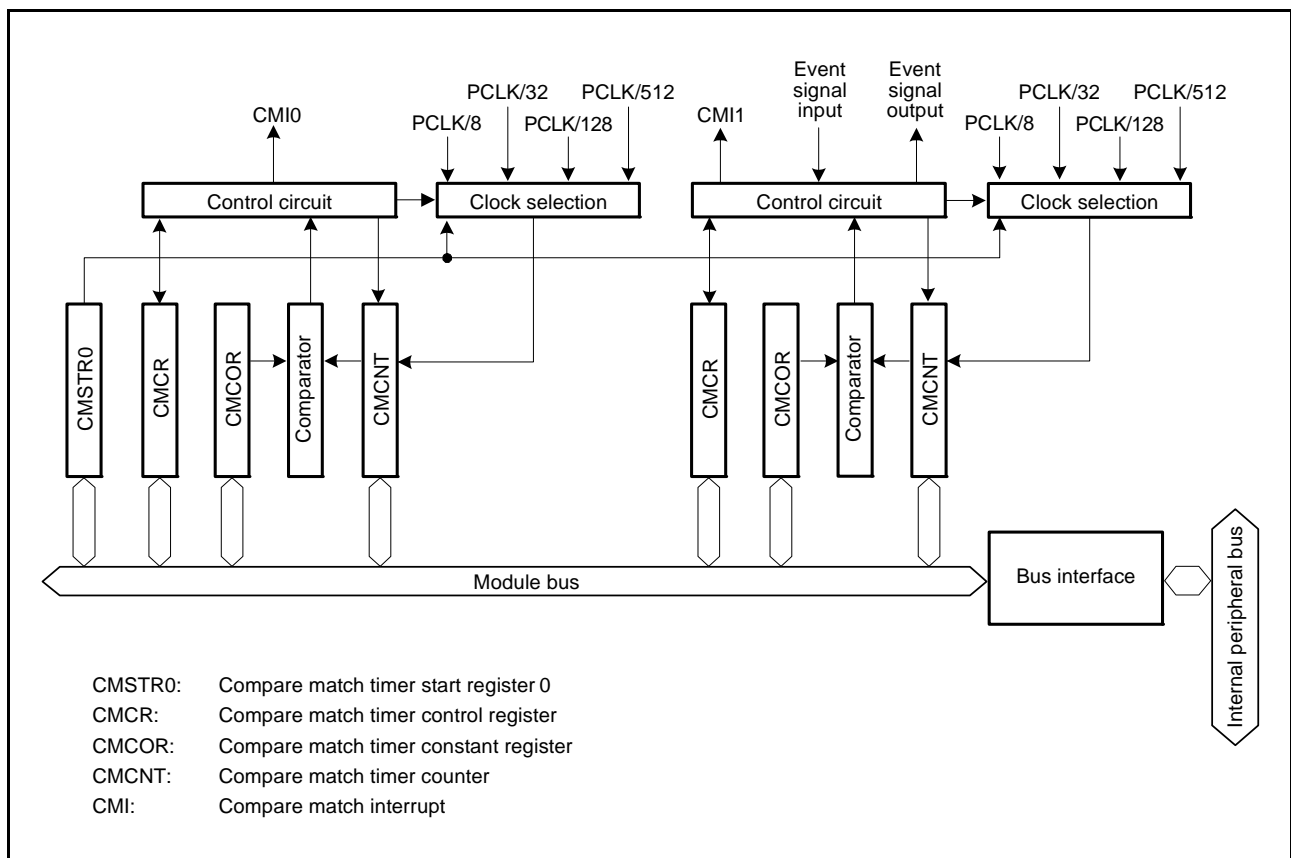 CMI0
PCLK/8
PCLK/32
PCLK/128
PCLK/512
CMI1
Event
signal
input
Event
signal
output
PCLK/8
PCLK/32
PCLK/128
PCLK/512
Control circuit
Clock selection
Control circuit
Clock selection
CMSTR0
CMCR
CMCOR
Comparator
CMCNT
CMCR
CMCOR
Comparator
CMCNT
Module bus
Bus interface
Internal peripheral bus
CMSTR0: Compare match timer start register 0
CMCR: Compare match timer control register
CMCOR: Compare match timer constant register
CMCNT: Compare match timer counter
CMI: Compare match interrupt